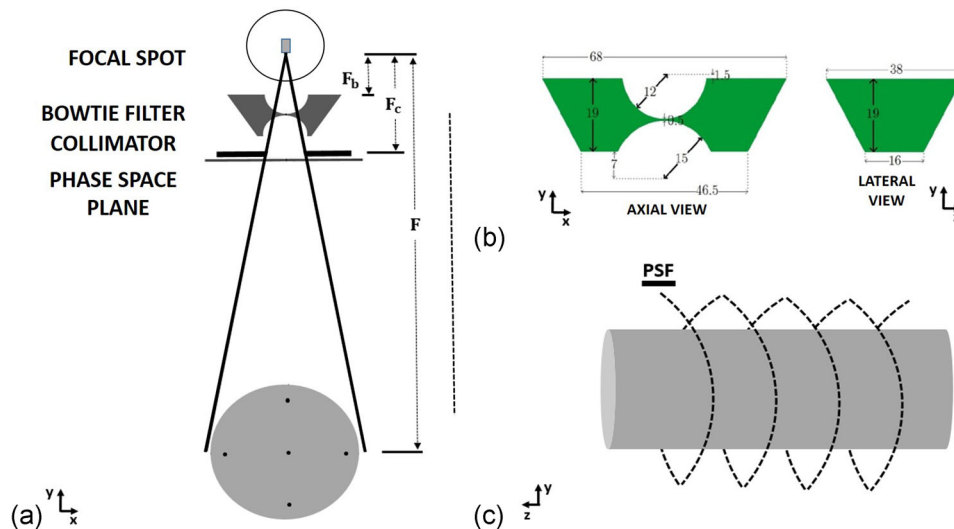 FOCAL SPOT
F_b
F_c
BOWTIE FILTER
COLLIMATOR
PHASE SPACE
PLANE
F
y
x
(a)
68
38
1.5
12
19
9.5
19
15
7
16
46.5
y
x
AXIAL VIEW
LATERAL
VIEW
y
(b)
PSF
y
z
(c)